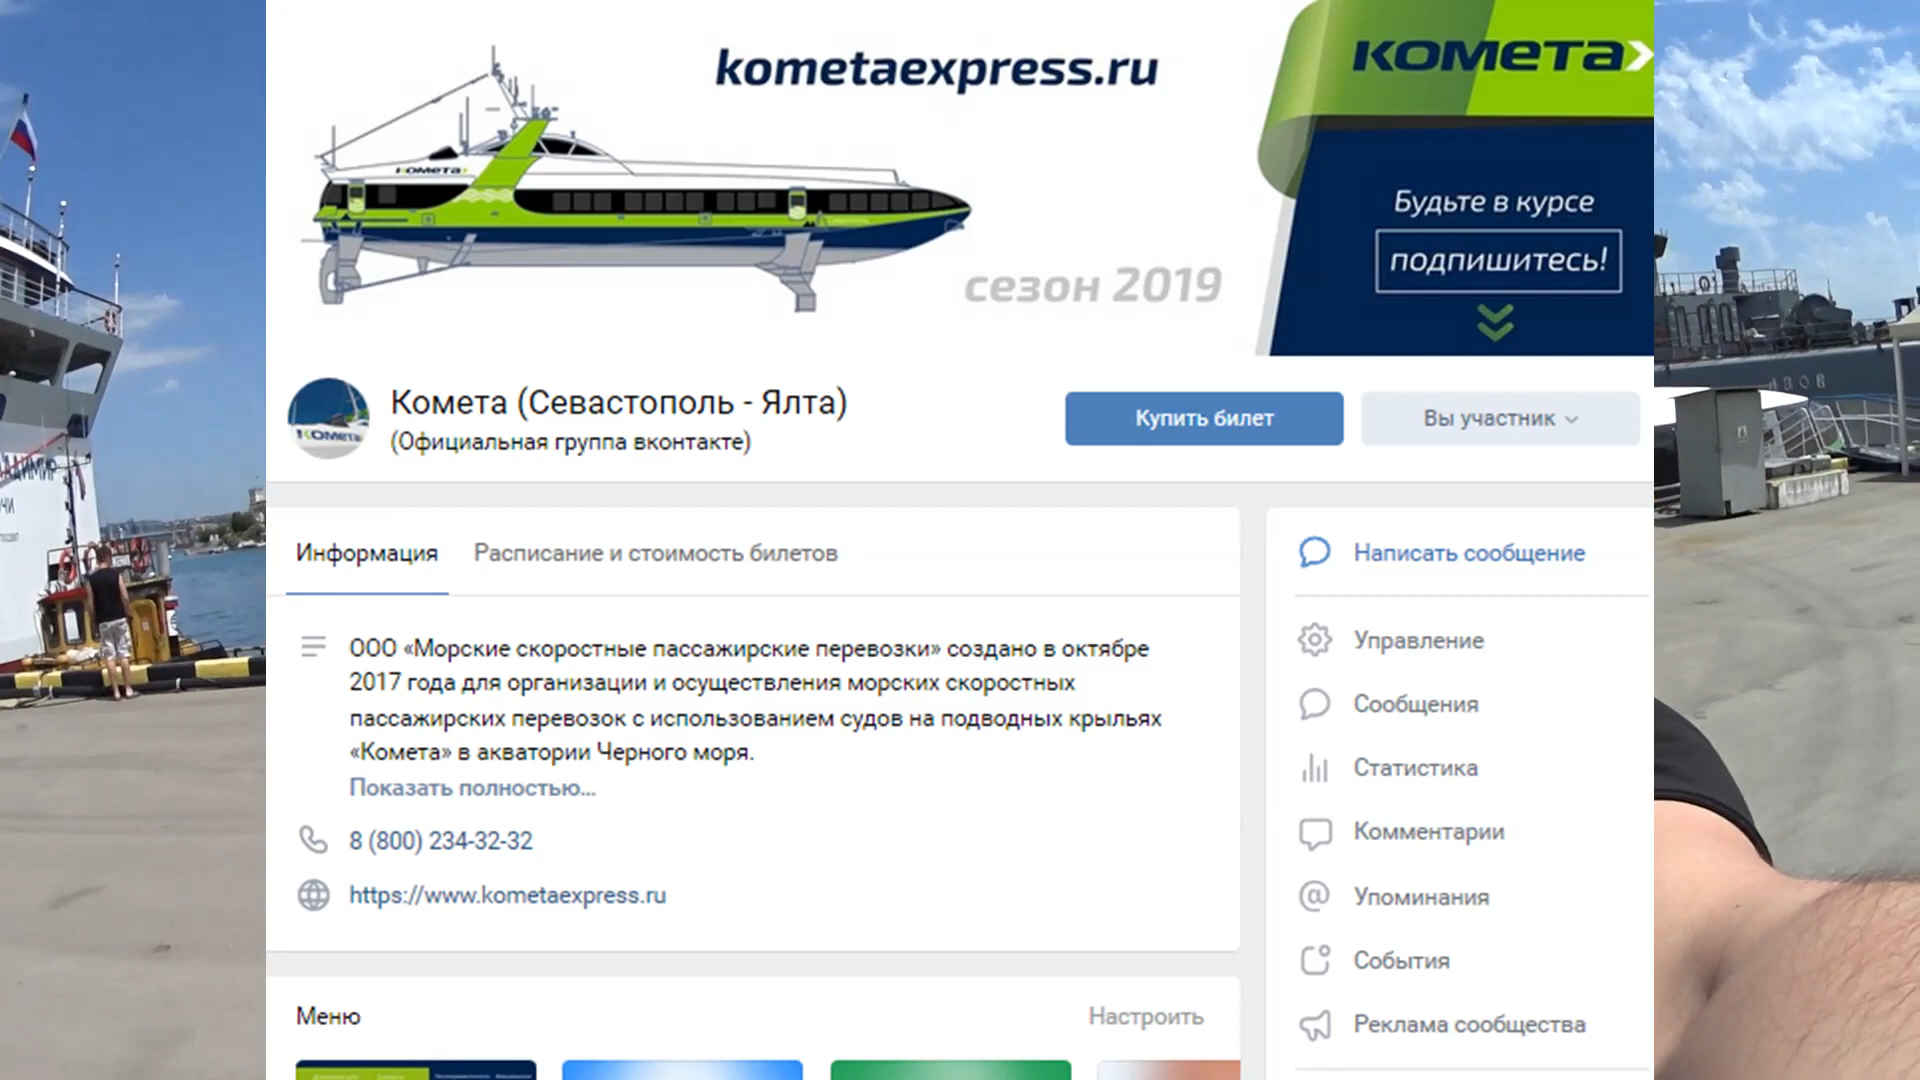 kometaexpress.ru
комета
комета
сезон 2019
Будьте в курсе
подпишитесь!
Комета (Севастополь - Ялта)
(Официальная группа вконтакте)
комета
Купить билет
Вы участник
Информация
Расписание и стоимость билетов
ООО «Морские скоростные пассажирские перевозки» создано в октябре
2017 года для организации и осуществления морских скоростных
пассажирских перевозок с использованием судов на подводных крыльях
«Комета» в акватории Черного моря.
Показать полностью...
8 (800) 234-32-32
https://www.kometaexpress.ru
Меню
Настроить
Написать сообщение
Управление
Сообщения
Статистика
Комментарии
@ Упоминания
События
Реклама сообщества